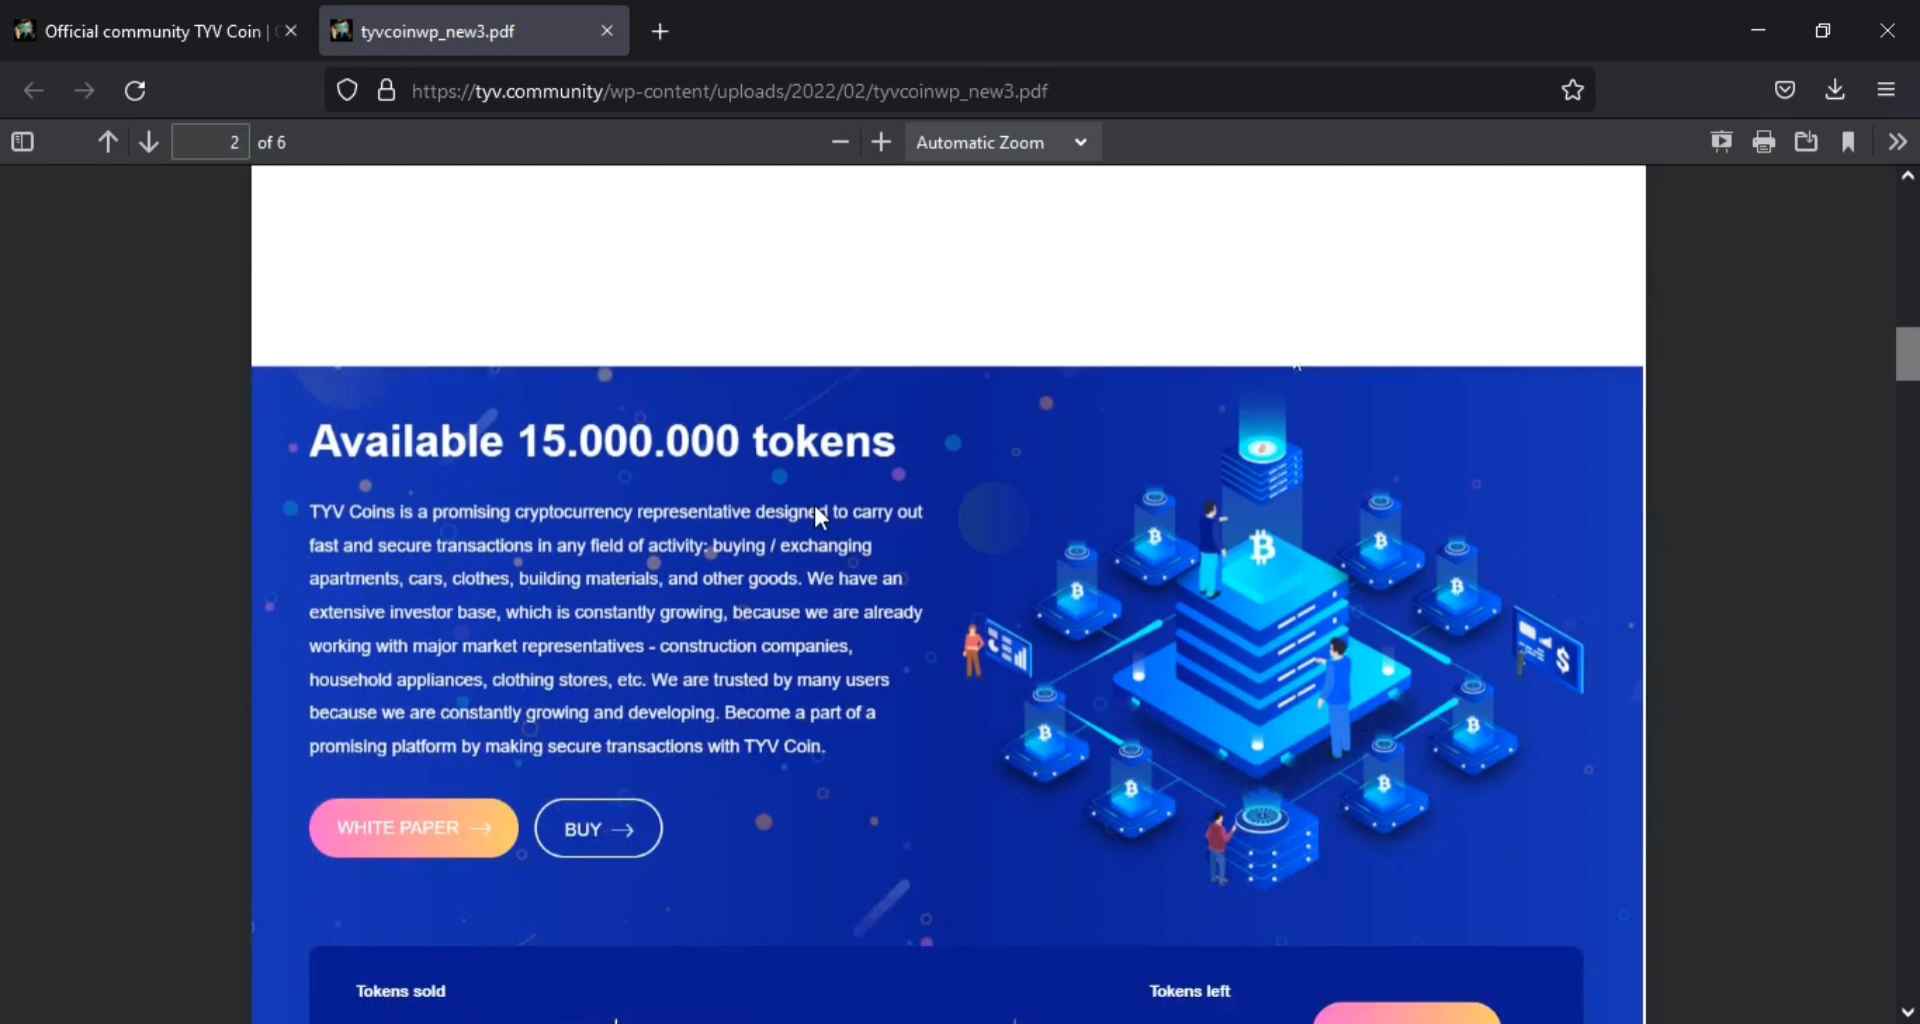 Official community TYV Coin |
tyvcoinwp_new3.pdf
https://tyv.community/wp-content/uploads/2022/02/tyvcoinwp_new3.pdf
2 of 6
Automatic Zoom
Available 15.000.000 tokens
TYV Coins is a promising cryptocurrency representative designed to carry out
fast and secure transactions in any field of activity: buying / exchanging
apartments, cars, clothes, building materials, and other goods. We have an
extensive investor base, which is constantly growing, because we are already
working with major market representatives - construction companies,
household appliances, clothing stores, etc. We are trusted by many users
because we are constantly growing and developing. Become a part of a
promising platform by making secure transactions with TYV Coin.
WHITE PAPER →
BUY →
Tokens sold
Tokens left